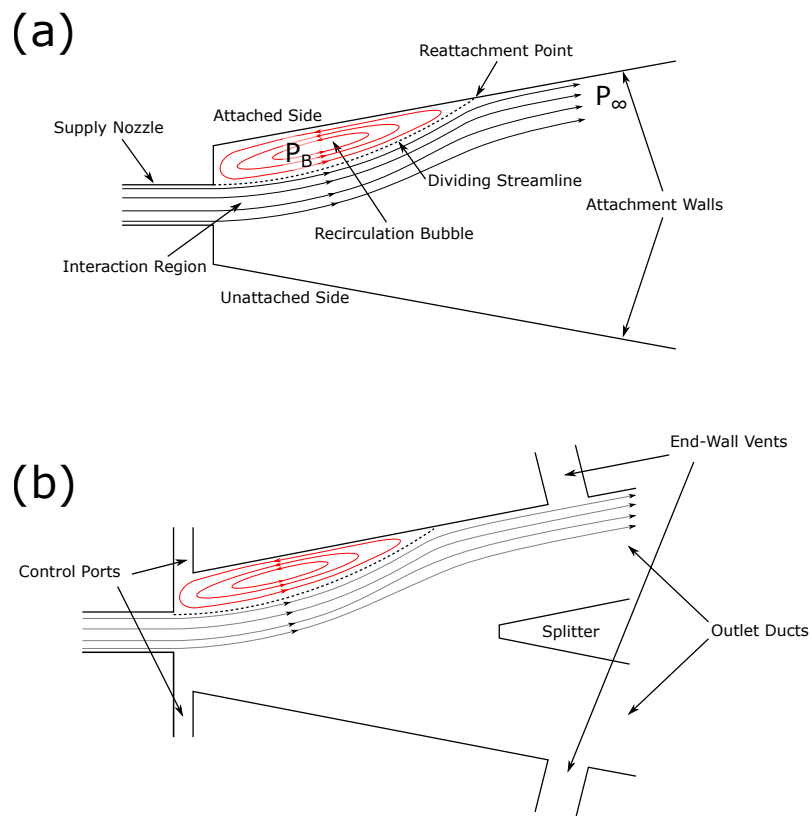 (a)
Reattachment Point
Attached Side
P∞
Supply Nozzle
P_B
Dividing Streamline
Attachment Walls
Recirculation Bubble
Interaction Region
Unattached Side
(b)
End-Wall Vents
Control Ports
Splitter
Outlet Ducts